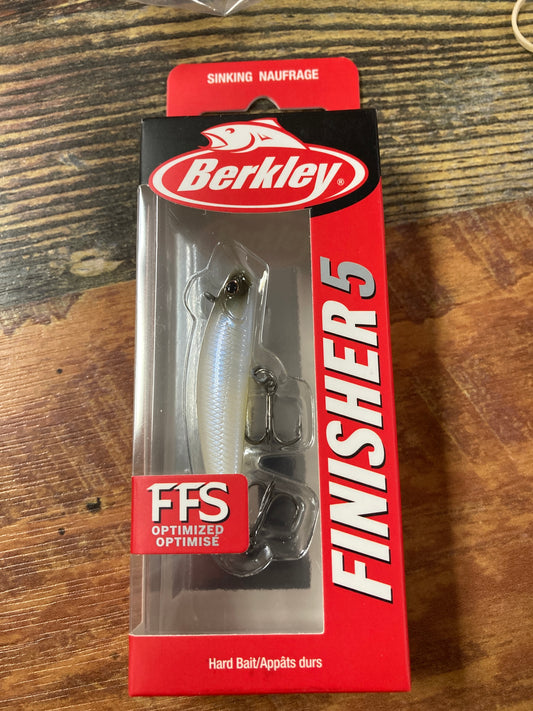 SINKING NAUFRAGE
Berkley®
FINISHER 5
FFS
OPTIMIZED
OPTIMISÉ
Hard Bait/Appâts durs